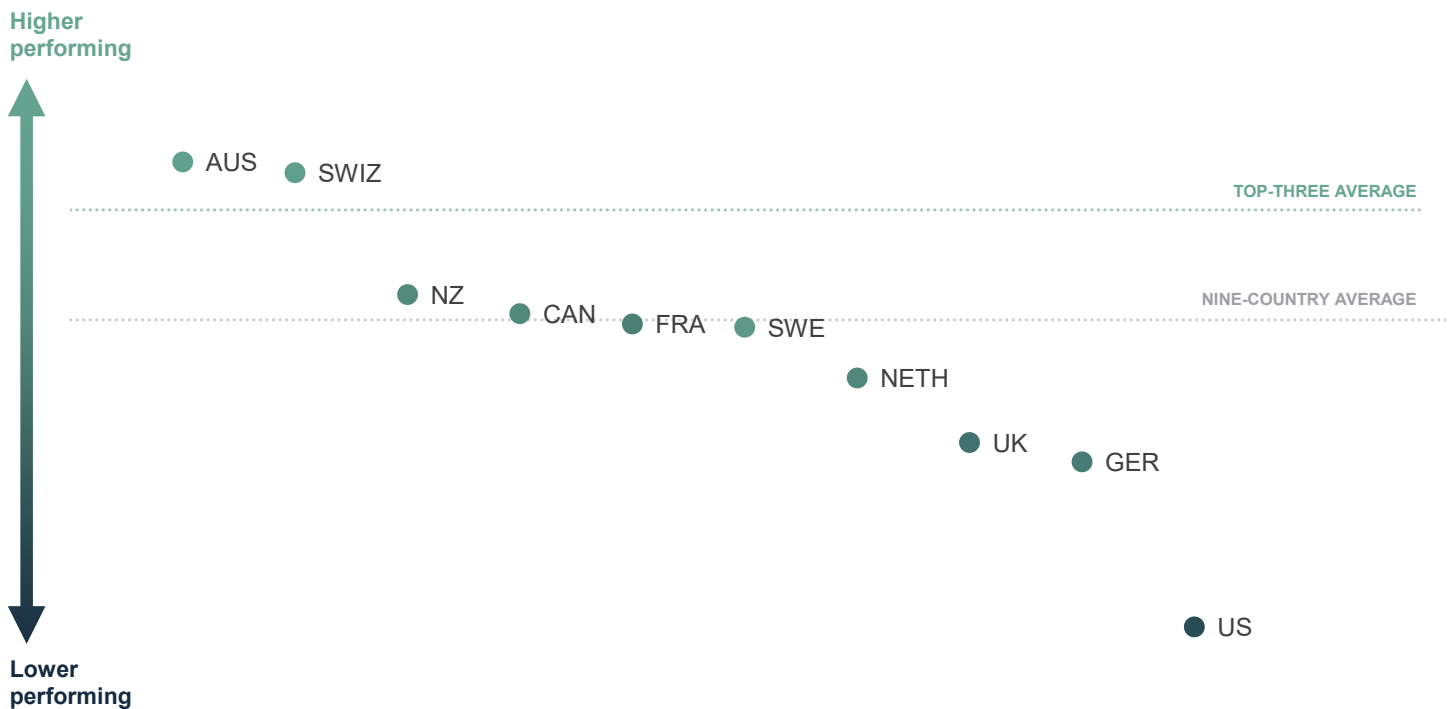 Higher
performing
AUS
SWIZ
TOP-THREE AVERAGE
NZ
NINE-COUNTRY AVERAGE
CAN
FRA
SWE
NETH
UK
GER
US
Lower
performing